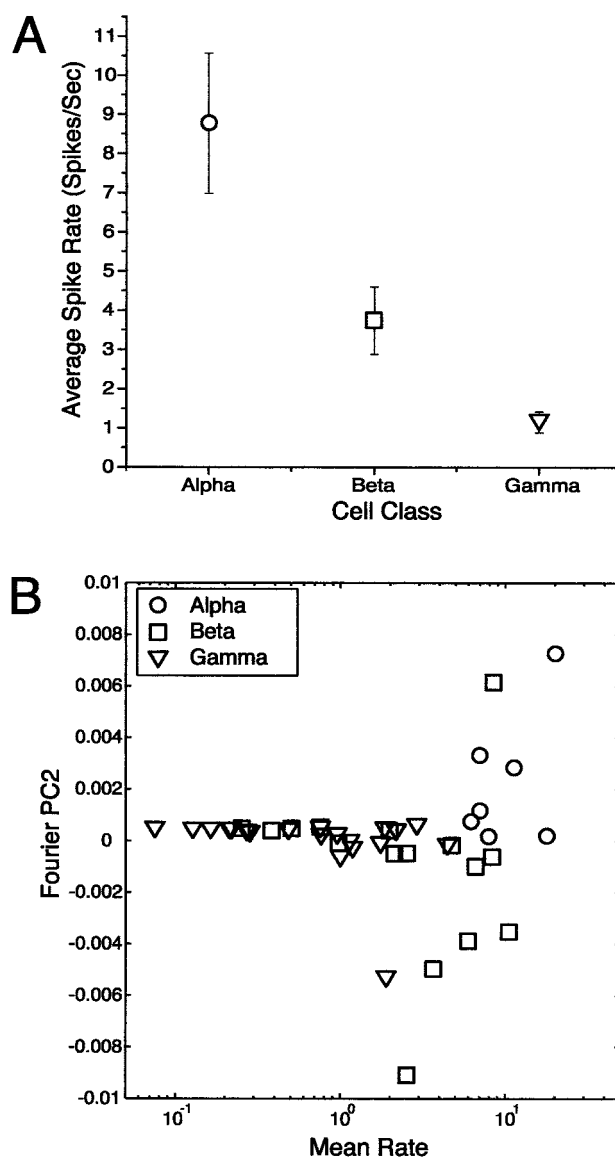 A
Average Spike Rate (Spikes/Sec)
11
10
9
8
7
6
5
4
3
2
1
0
Alpha
Beta
Gamma
Cell Class
B
Fourier PC2
0.01
0.008
0.006
0.004
0.002
0
-0.002
-0.004
-0.006
-0.008
-0.01
Alpha
Beta
Gamma
10⁻¹
10⁰
10¹
Mean Rate